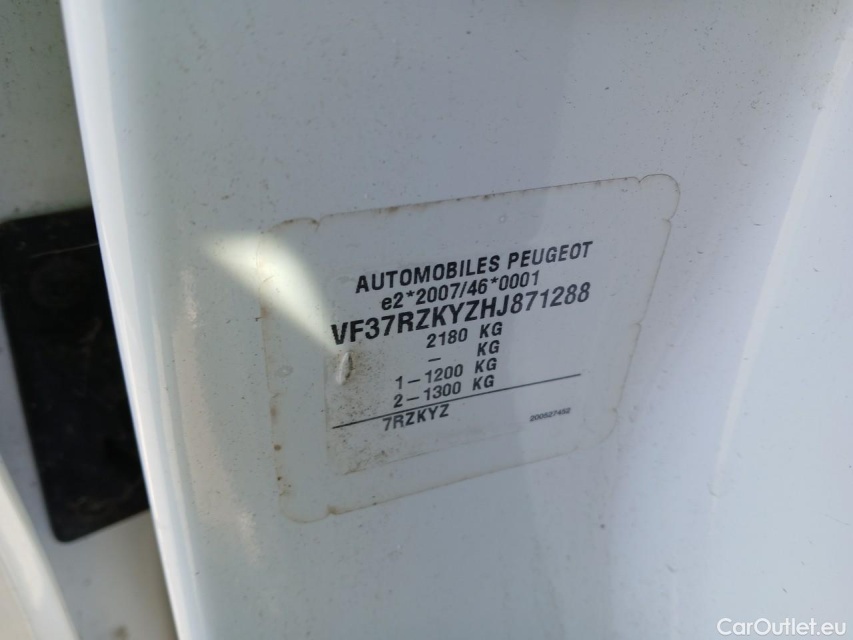 AUTOMOBILES PEUGEOT
e2*2007/46*0001
VF37RZKYZHJ871288
2180 KG
– KG
1–1200 KG
2–1300 KG
7RZKYZ 200527452
CarOutlet.eu